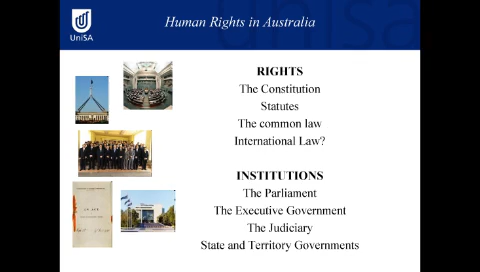 UniSA
Human Rights in Australia
RIGHTS
The Constitution
Statutes
The common law
International Law?
INSTITUTIONS
The Parliament
The Executive Government
The Judiciary
State and Territory Governments